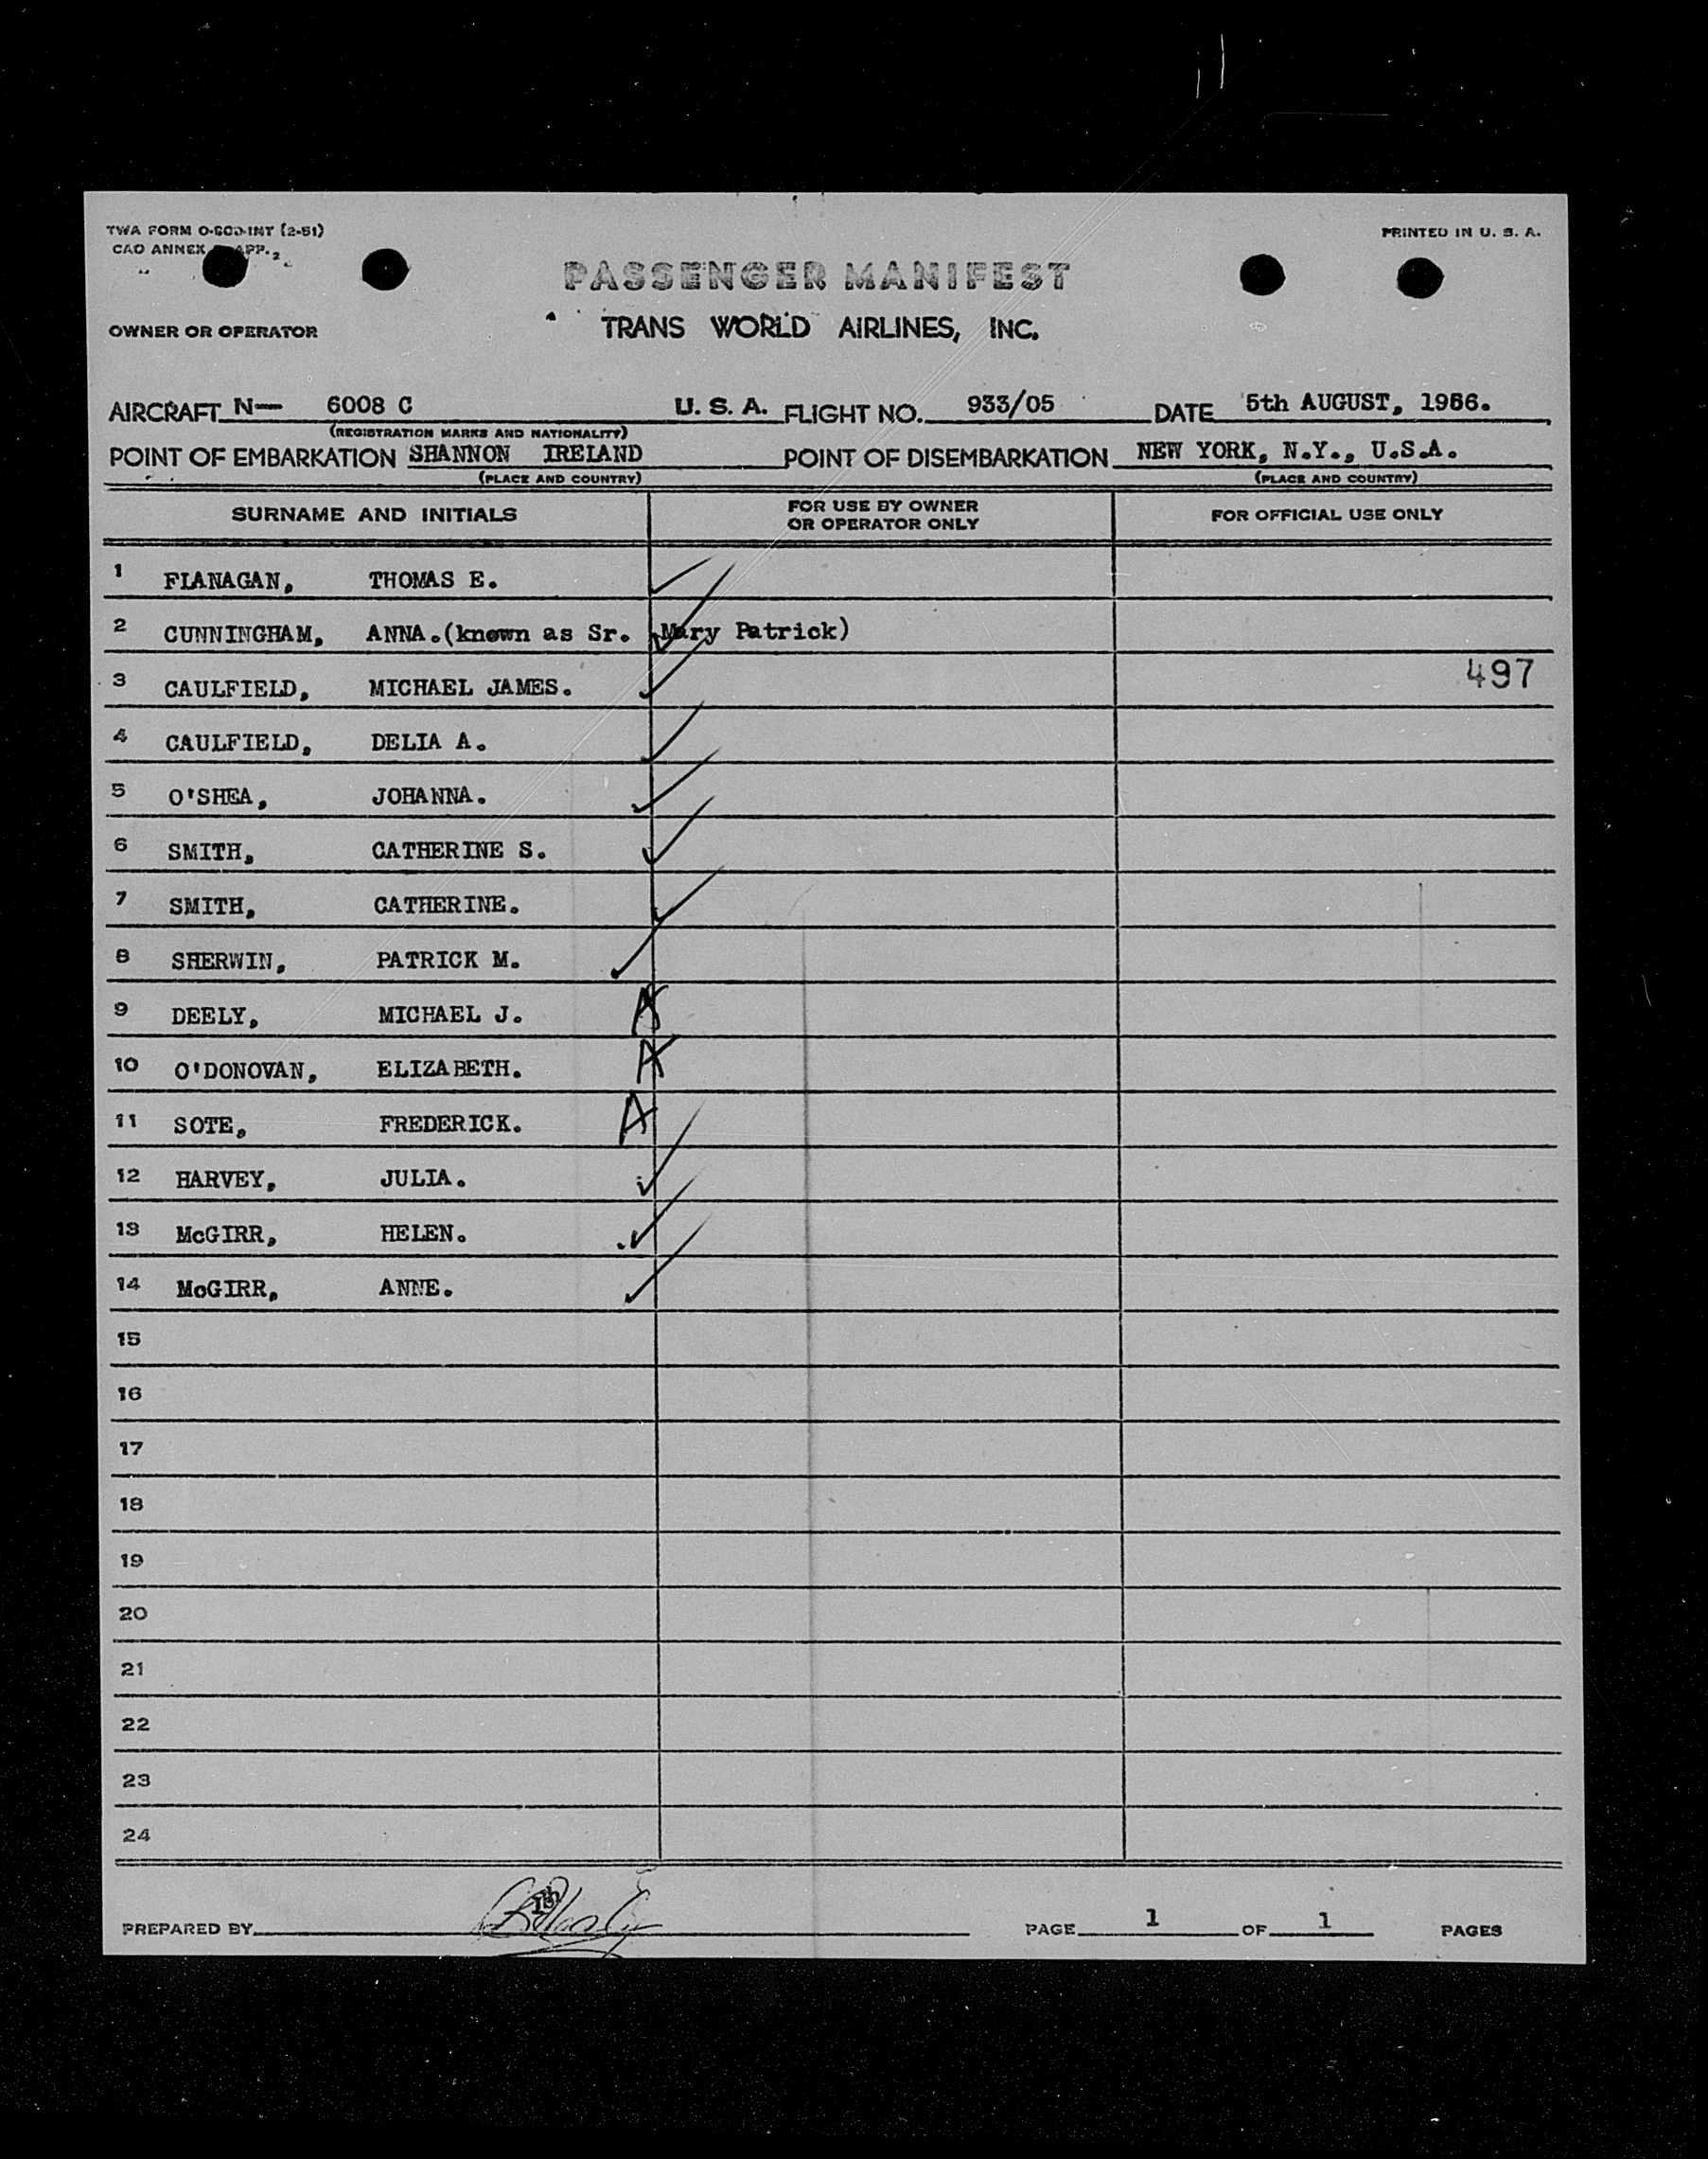 TWA FORM O-600-INT (2-51)
PRINTED IN U. S. A.
CAO ANNEX APP. 2
PASSENGER MANIFEST
OWNER OR OPERATOR TRANS WORLD AIRLINES, INC.
AIRCRAFT N— 6008 C U. S. A. FLIGHT NO. 933/05 DATE 5th AUGUST, 1956.
(REGISTRATION MARKS AND NATIONALITY)
POINT OF EMBARKATION SHANNON IRELAND POINT OF DISEMBARKATION NEW YORK, N.Y., U.S.A.
(PLACE AND COUNTRY) (PLACE AND COUNTRY)
SURNAME AND INITIALS FOR USE BY OWNER OR OPERATOR ONLY FOR OFFICIAL USE ONLY
1 FLANAGAN, THOMAS E.
2 CUNNINGHAM, ANNA.(known as Sr. Mary Patrick)
3 CAULFIELD, MICHAEL JAMES. 497
4 CAULFIELD, DELIA A.
5 O'SHEA, JOHANNA.
6 SMITH, CATHERINE S.
7 SMITH, CATHERINE.
8 SHERWIN, PATRICK M.
9 DEELY, MICHAEL J. A
10 O'DONOVAN, ELIZABETH. A
11 SOTE, FREDERICK. A
12 HARVEY, JULIA.
13 McGIRR, HELEN.
14 McGIRR, ANNE.
15
16
17
18
19
20
21
22
23
24
PREPARED BY PAGE 1 OF 1 PAGES